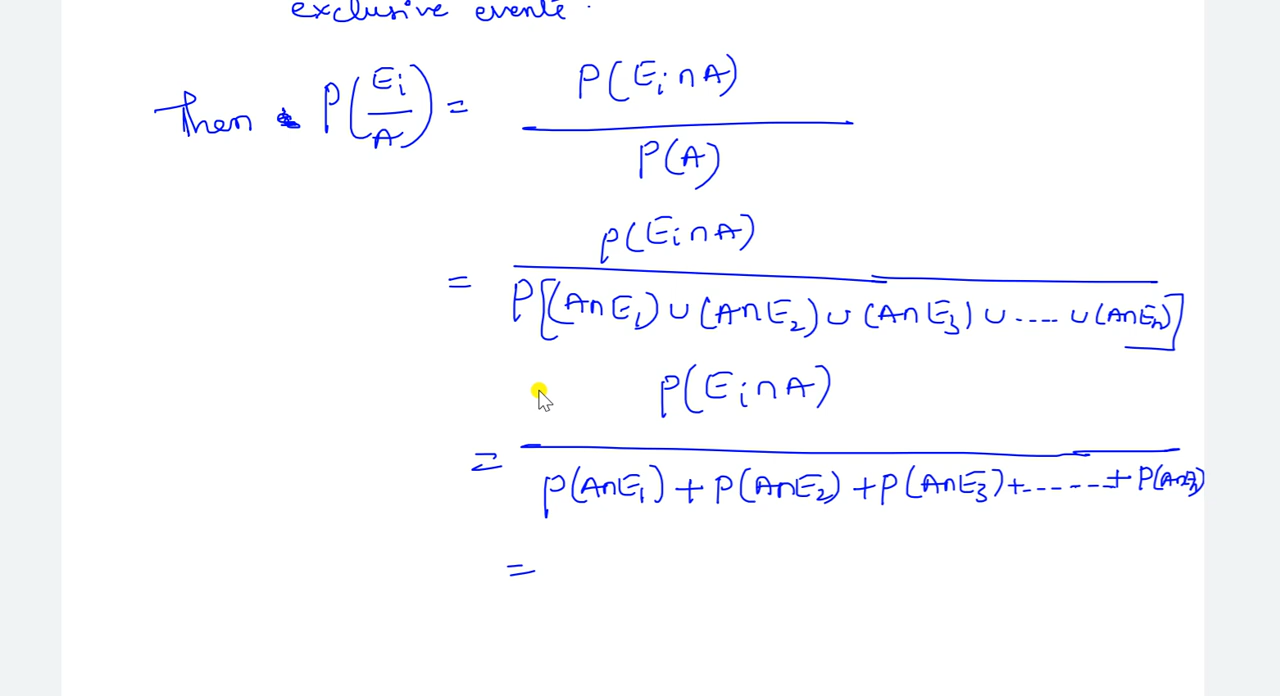 exclusive events.
Then P(Ei/A) = P(Ei∩A) / P(A)
= P(Ei∩A) / P[(A∩E1) ∪ (A∩E2) ∪ (A∩E3) ∪ .... ∪ (A∩En)]
= P(Ei∩A) / P(A∩E1) + P(A∩E2) + P(A∩E3) + ...... + P(A∩En)
=